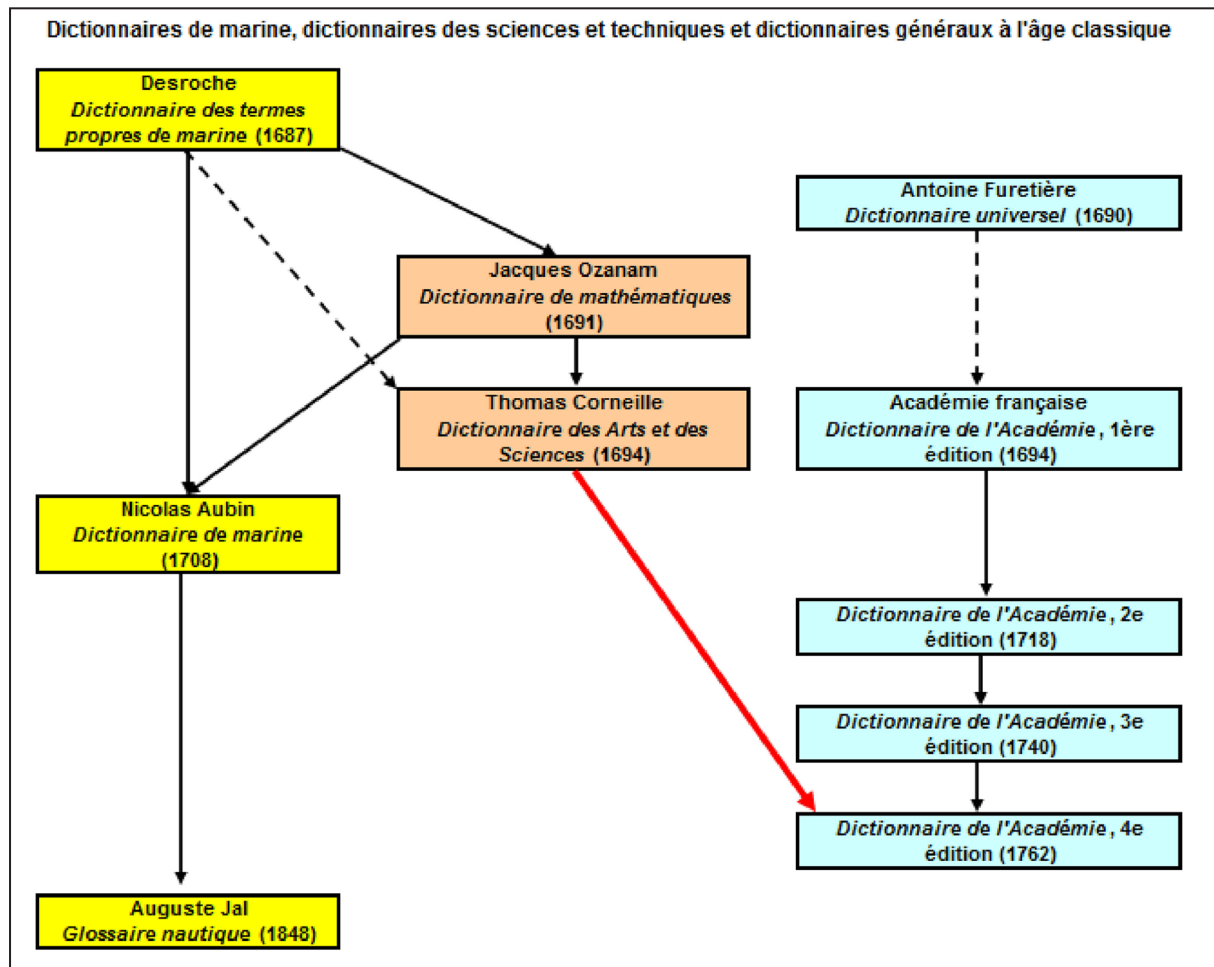 Dictionnaires de marine, dictionnaires des sciences et techniques et dictionnaires généraux à l'âge classique
Desroche
Dictionnaire des termes
propres de marine (1687)
Antoine Furetière
Dictionnaire universel (1690)
Jacques Ozanam
Dictionnaire de mathématiques
(1691)
Thomas Corneille
Dictionnaire des Arts et des
Sciences (1694)
Académie française
Dictionnaire de l'Académie, 1ère
édition (1694)
Nicolas Aubin
Dictionnaire de marine
(1708)
Dictionnaire de l'Académie, 2e
édition (1718)
Dictionnaire de l'Académie, 3e
édition (1740)
Dictionnaire de l'Académie, 4e
édition (1762)
Auguste Jal
Glossaire nautique (1848)